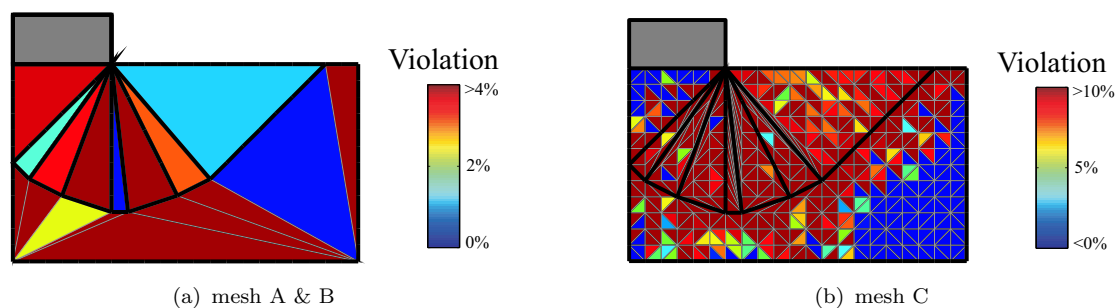 Violation
>4%
2%
0%
(a) mesh A & B
Violation
>10%
5%
<0%
(b) mesh C